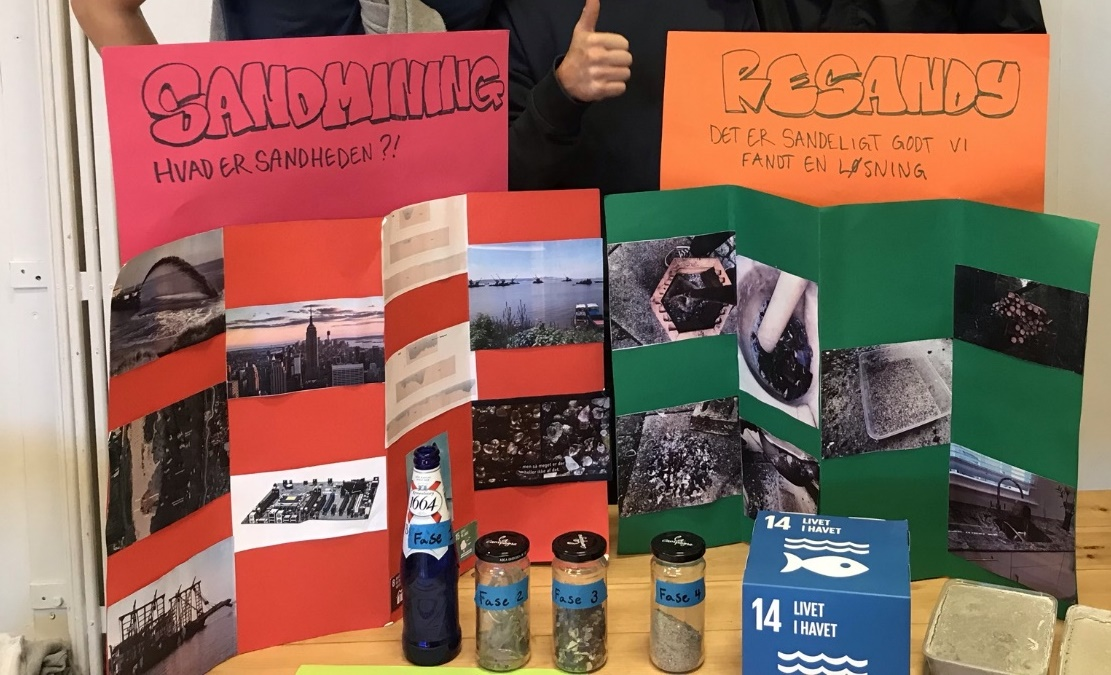 SANDMINING
HVAD ER SANDHEDEN?!
RESANDY
DET ER SANDELIGT GODT VI
FANDT EN LØSNING
1664
Fase
Fase 2
Fase 3
Fase 4
14 LIVET
I HAVET
14 LIVET
I HAVET